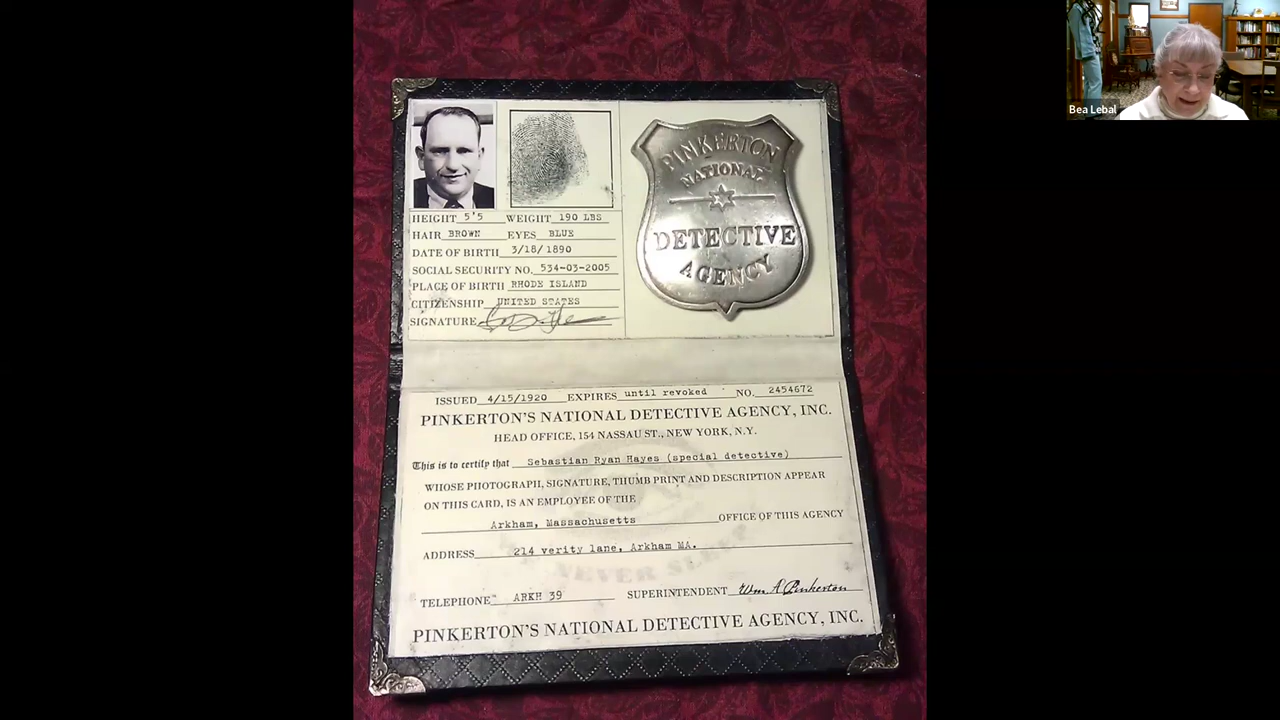 Bea Lebal
PINKERTON
NATIONAL
DETECTIVE
AGENCY
HEIGHT 5'5 WEIGHT 190 LBS
HAIR BROWN EYES BLUE
DATE OF BIRTH 3/18/1890
SOCIAL SECURITY NO. 534-03-2005
PLACE OF BIRTH RHODE ISLAND
CITIZENSHIP UNITED STATES
SIGNATURE
ISSUED 4/15/1920 EXPIRES until revoked NO. 2454672
PINKERTON'S NATIONAL DETECTIVE AGENCY, INC.
HEAD OFFICE, 154 NASSAU ST., NEW YORK, N.Y.
This is to certify that Sebastian Ryan Hayes (special detective)
WHOSE PHOTOGRAPH, SIGNATURE, THUMB PRINT AND DESCRIPTION APPEAR
ON THIS CARD, IS AN EMPLOYEE OF THE
Arkham, Massachusetts OFFICE OF THIS AGENCY
ADDRESS 214 verity lane, Arkham MA.
NEVER SLEEP
TELEPHONE ARKH 39 SUPERINTENDENT Wm. A. Pinkerton
PINKERTON'S NATIONAL DETECTIVE AGENCY, INC.